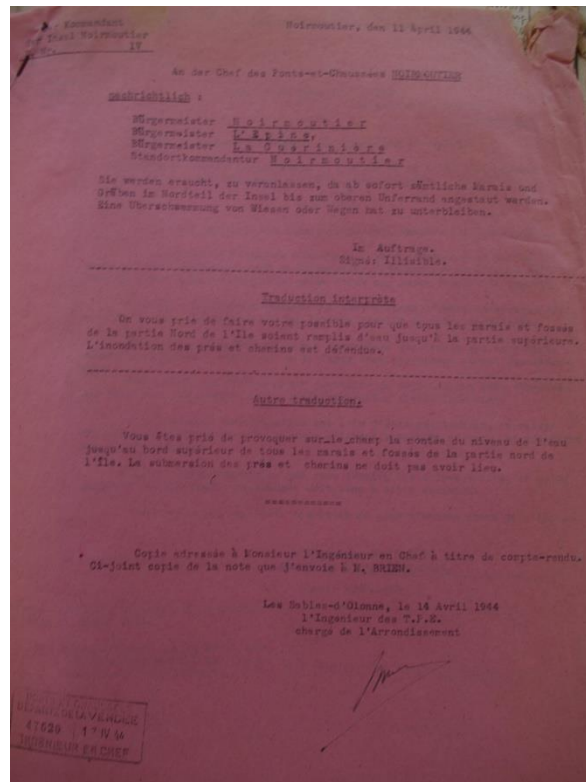 Kommandant
Insel Noirmoutier
IV
Noirmoutier, den 11 April 1944
An der Chef des Ponts-et-Chaussées NOIRMOUTIER
nachrichtlich :
Bürgermeister Noirmoutier
Bürgermeister L'Epine,
Bürgermeister La Guérinière
Standortkommandantur Noirmoutier
Sie werden ersucht, zu veranlassen, da ab sofort sämtliche Marais und
Gräben im Nordteil der Insel bis zum oberen Unferrand angestaut werden.
Eine Überschwemmung von Wiesen oder Wegen hat zu unterbleiben.
Im Auftrage.
Signé: Illisible.
Traduction interprète
On vous prie de faire votre possible pour que tous les marais et fossés
de la partie Nord de l'Île soient remplis d'eau jusqu'à la partie supérieure.
L'inondation des prés et chemins est défendue.
Autre traduction.
Vous êtes prié de provoquer sur le champ la montée du niveau de l'eau
jusqu'au bord supérieur de tous les marais et fossés de la partie nord de
l'Île. La submersion des prés et chemins ne doit pas avoir lieu.
Copie adressée à Monsieur l'Ingénieur en Chef à titre de compte-rendu.
Ci-joint copie de la note que j'envoie à M. BRIEN.
Les Sables-d'Olonne, le 14 Avril 1944
l'Ingénieur des T.P.E.
chargé de l'Arrondissement
DE LA VENDÉE
47629 IV 44
INGÉNIEUR EN CHEF